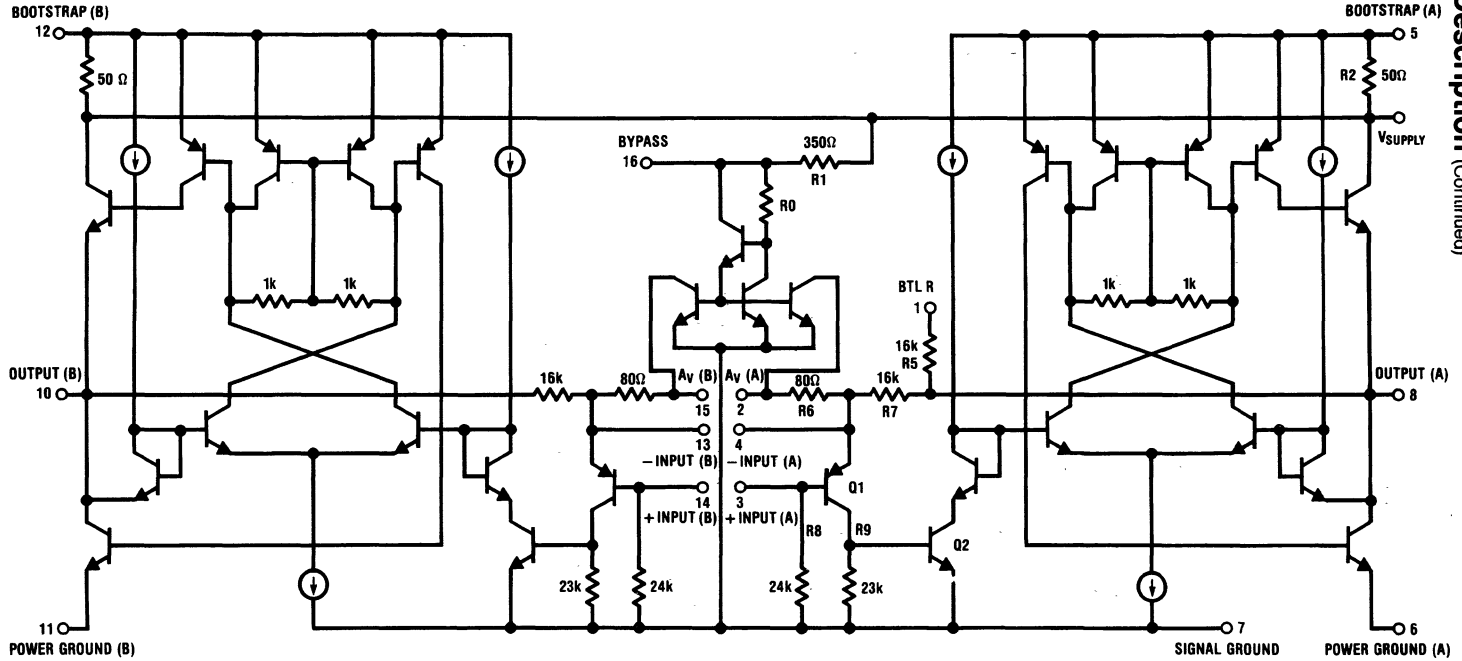 BOOTSTRAP (B)
12
50 Ω
BOOTSTRAP (A)
5
R2 50Ω
VSUPPLY
Description (Continued)
BYPASS
16
350Ω
R1
R0
1k 1k
1k 1k
BTL R
1
16k
R5
OUTPUT (B)
10
16k
80Ω
AV (B)
15
AV (A)
2
80Ω
R6
16k
R7
OUTPUT (A)
8
13
4
– INPUT (B)
– INPUT (A)
14
3
+ INPUT (B)
+ INPUT (A)
Q1
R8
R9
Q2
23k
24k
24k
23k
11
POWER GROUND (B)
7
SIGNAL GROUND
6
POWER GROUND (A)